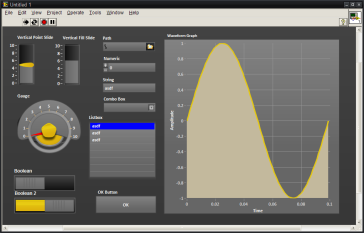 Untitled 1
File Edit View Project Operate Tools Window Help
Vertical Point Slide
Vertical Fill Slide
Path
Waveform Graph
10
8
6
4
2
0
10
8
6
4
2
0
Numeric
0
String
asdf
Combo Box
Gauge
Listbox
asdf
asdf
asdf
Boolean
Boolean 2
OK Button
OK
Amplitude
1
0.8
0.6
0.4
0.2
0
-0.2
-0.4
-0.6
-0.8
-1
0
0.02
0.04
0.06
0.08
0.1
Time